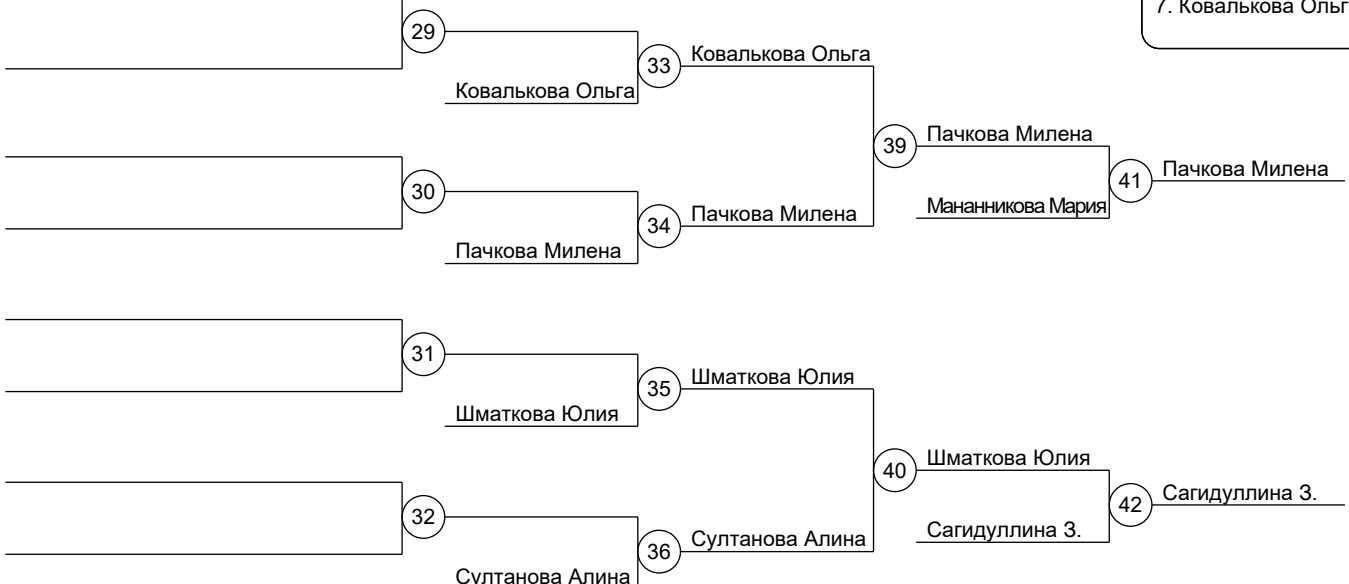 7. Ковалькова Ольг
29
33
Ковалькова Ольга
Ковалькова Ольга
39
Пачкова Милена
41
Пачкова Милена
30
34
Пачкова Милена
Мананникова Мария
Пачкова Милена
31
35
Шматкова Юлия
Шматкова Юлия
40
Шматкова Юлия
42
Сагидуллина З.
32
36
Султанова Алина
Сагидуллина З.
Султанова Алина